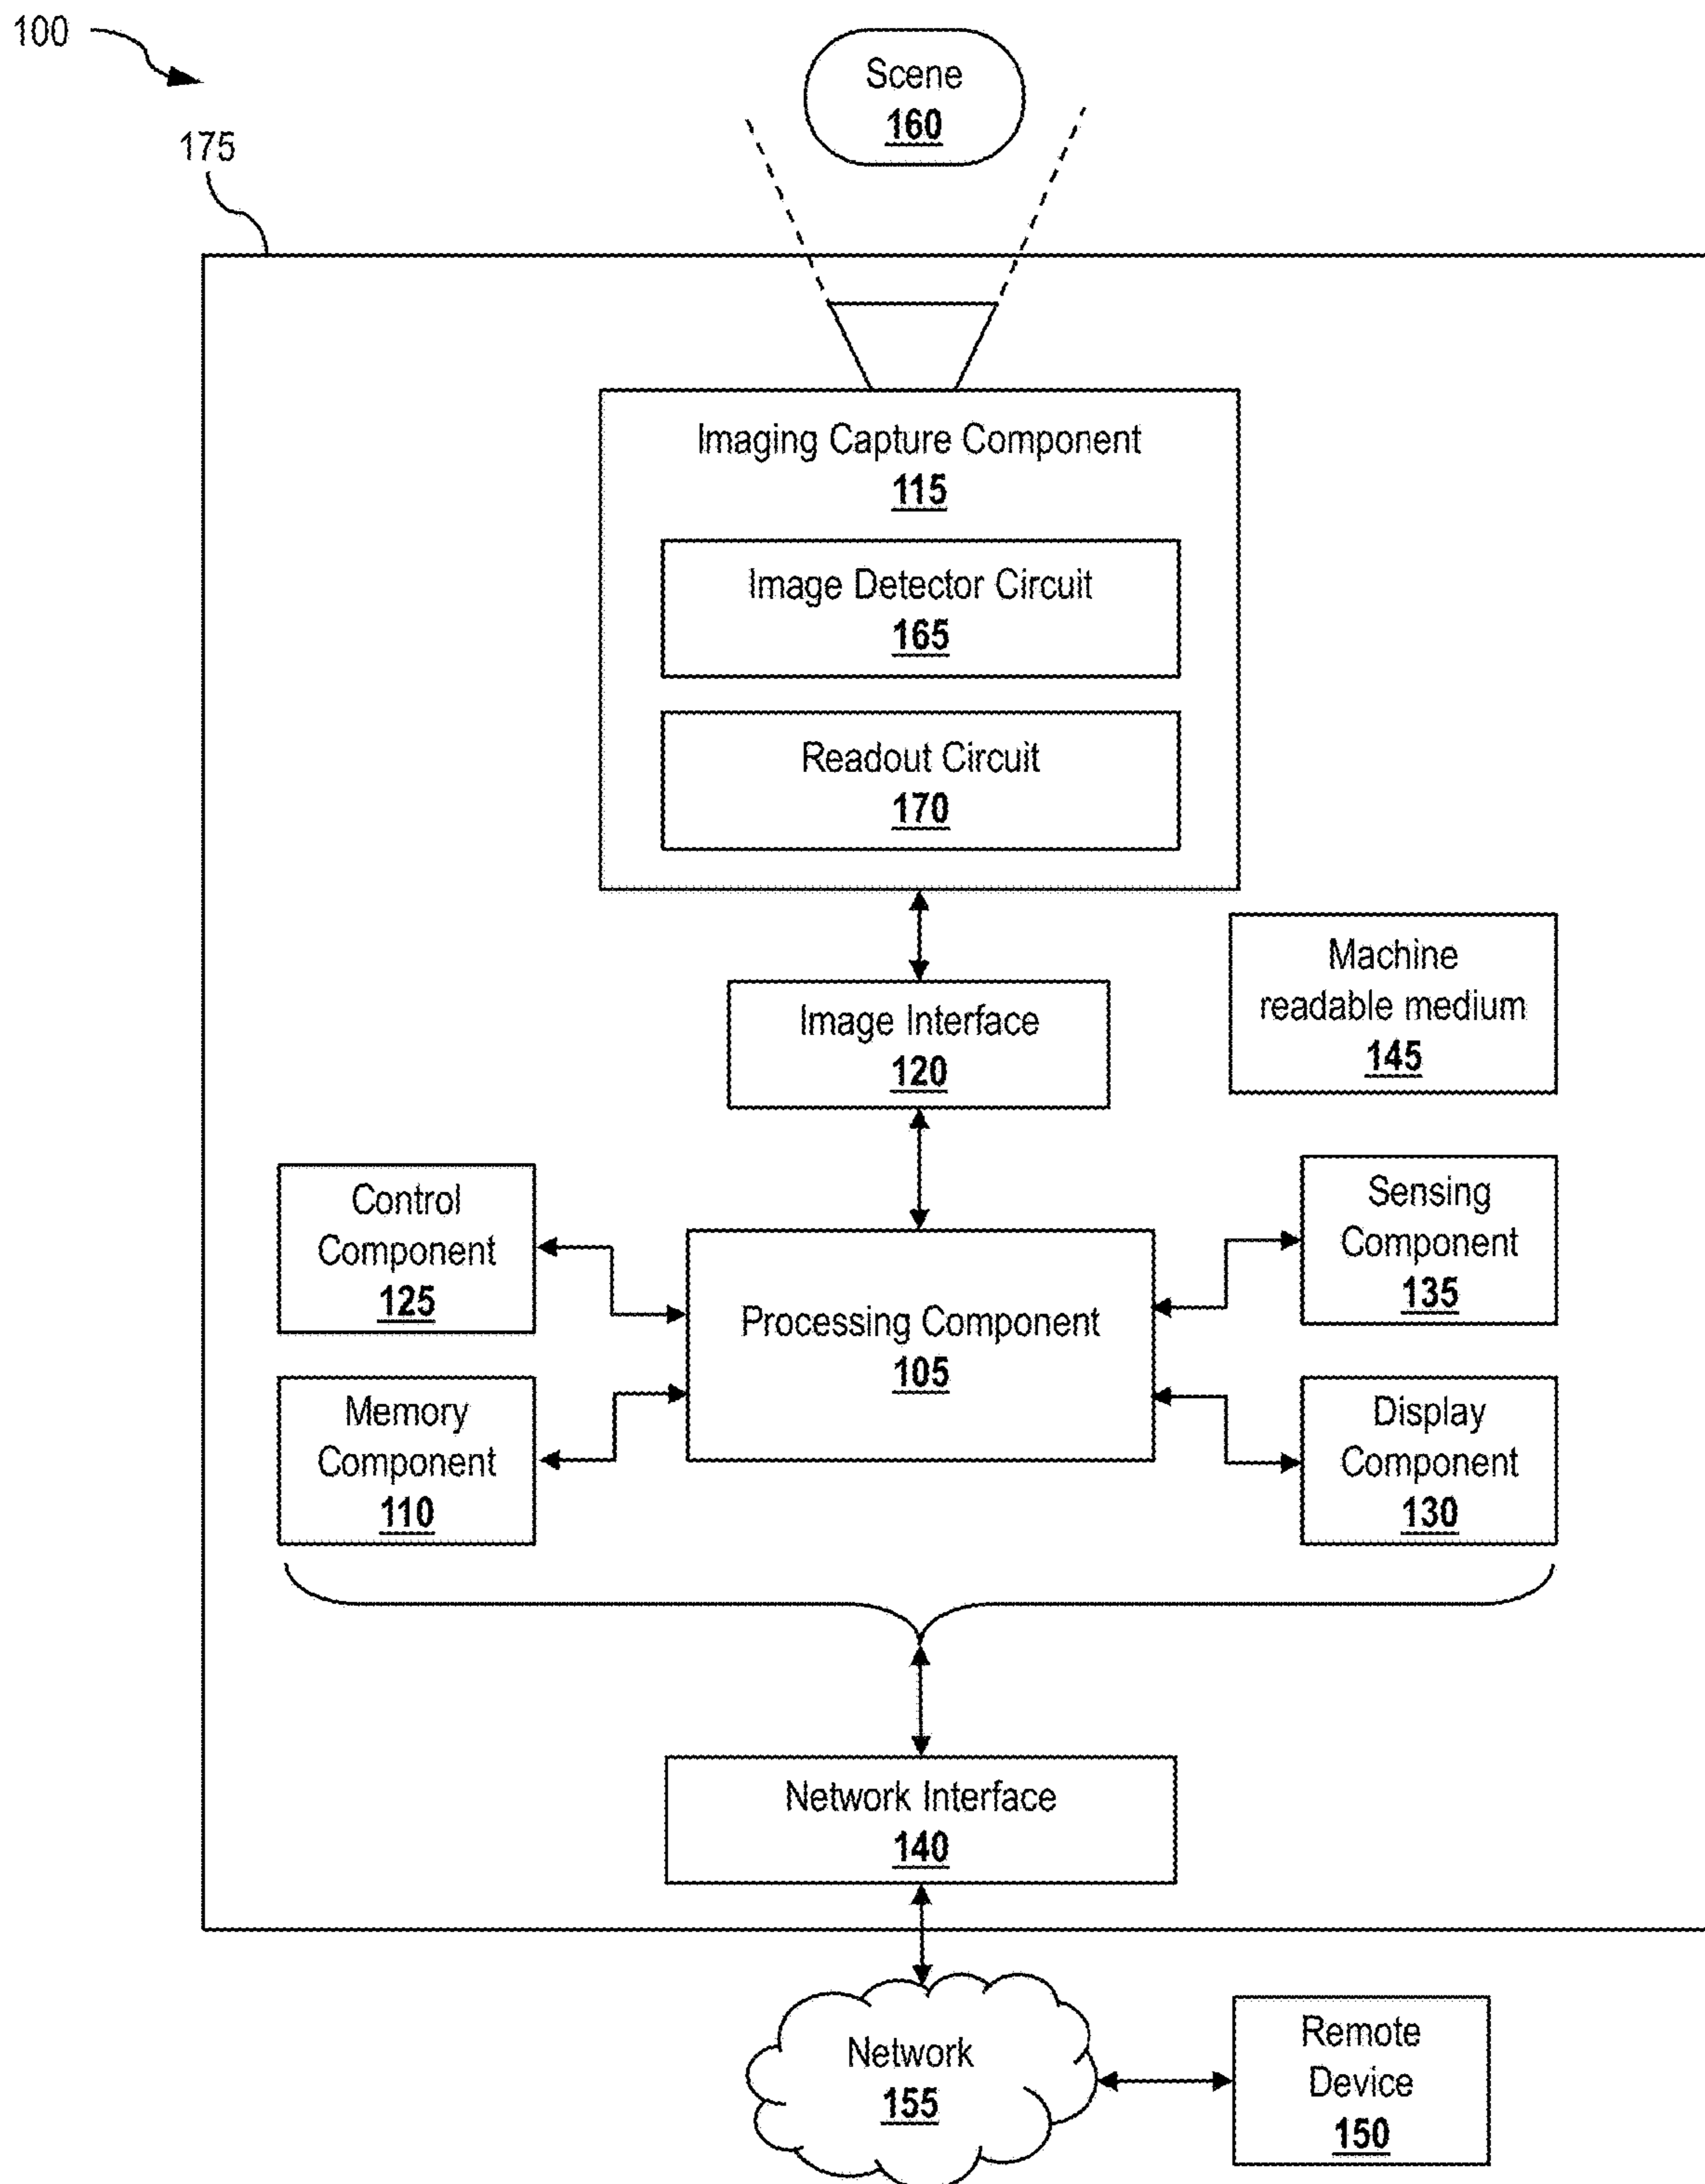 100
Scene
160
175
Imaging Capture Component
115
Image Detector Circuit
165
Readout Circuit
170
Machine
readable medium
145
Image Interface
120
Control
Component
125
Sensing
Component
135
Processing Component
105
Memory
Component
110
Display
Component
130
Network Interface
140
Network
155
Remote
Device
150